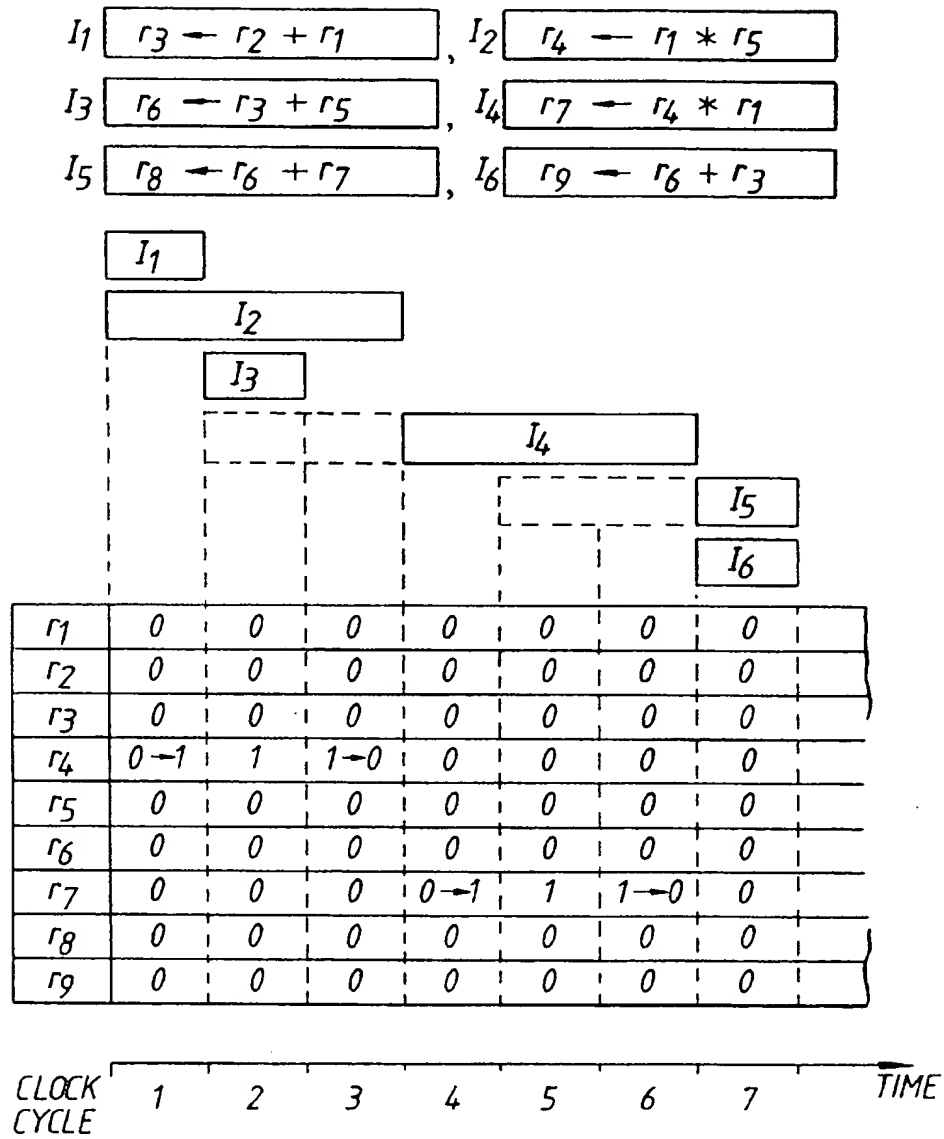 I1 r3 ← r2 + r1 , I2 r4 ← r1 * r5
I3 r6 ← r3 + r5 , I4 r7 ← r4 * r1
I5 r8 ← r6 + r7 , I6 r9 ← r6 + r3
I1
I2
I3
I4
I5
I6
r1 0 0 0 0 0 0 0
r2 0 0 0 0 0 0 0
r3 0 0 0 0 0 0 0
r4 0→1 1 1→0 0 0 0 0
r5 0 0 0 0 0 0 0
r6 0 0 0 0 0 0 0
r7 0 0 0 0→1 1 1→0 0
r8 0 0 0 0 0 0 0
r9 0 0 0 0 0 0 0
CLOCK CYCLE 1 2 3 4 5 6 7 TIME